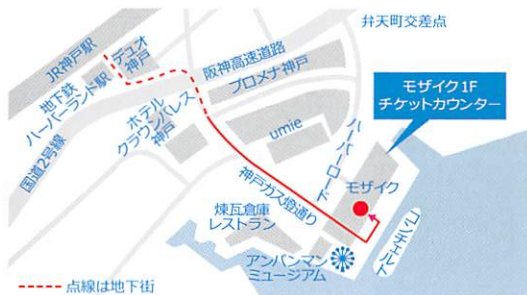 弁天町交差点
JR神戸駅
デュオ
神戸
地下鉄
ハーバーランド駅
国道2号線
阪神高速道路
プロメナ神戸
ホテル
クラウンパレス
神戸
umie
ハーバーロード
モザイク1F
チケットカウンター
モザイク
神戸ガス燈通り
煉瓦倉庫
レストラン
アンパンマン
ミュージアム
コンチェルト
点線は地下街